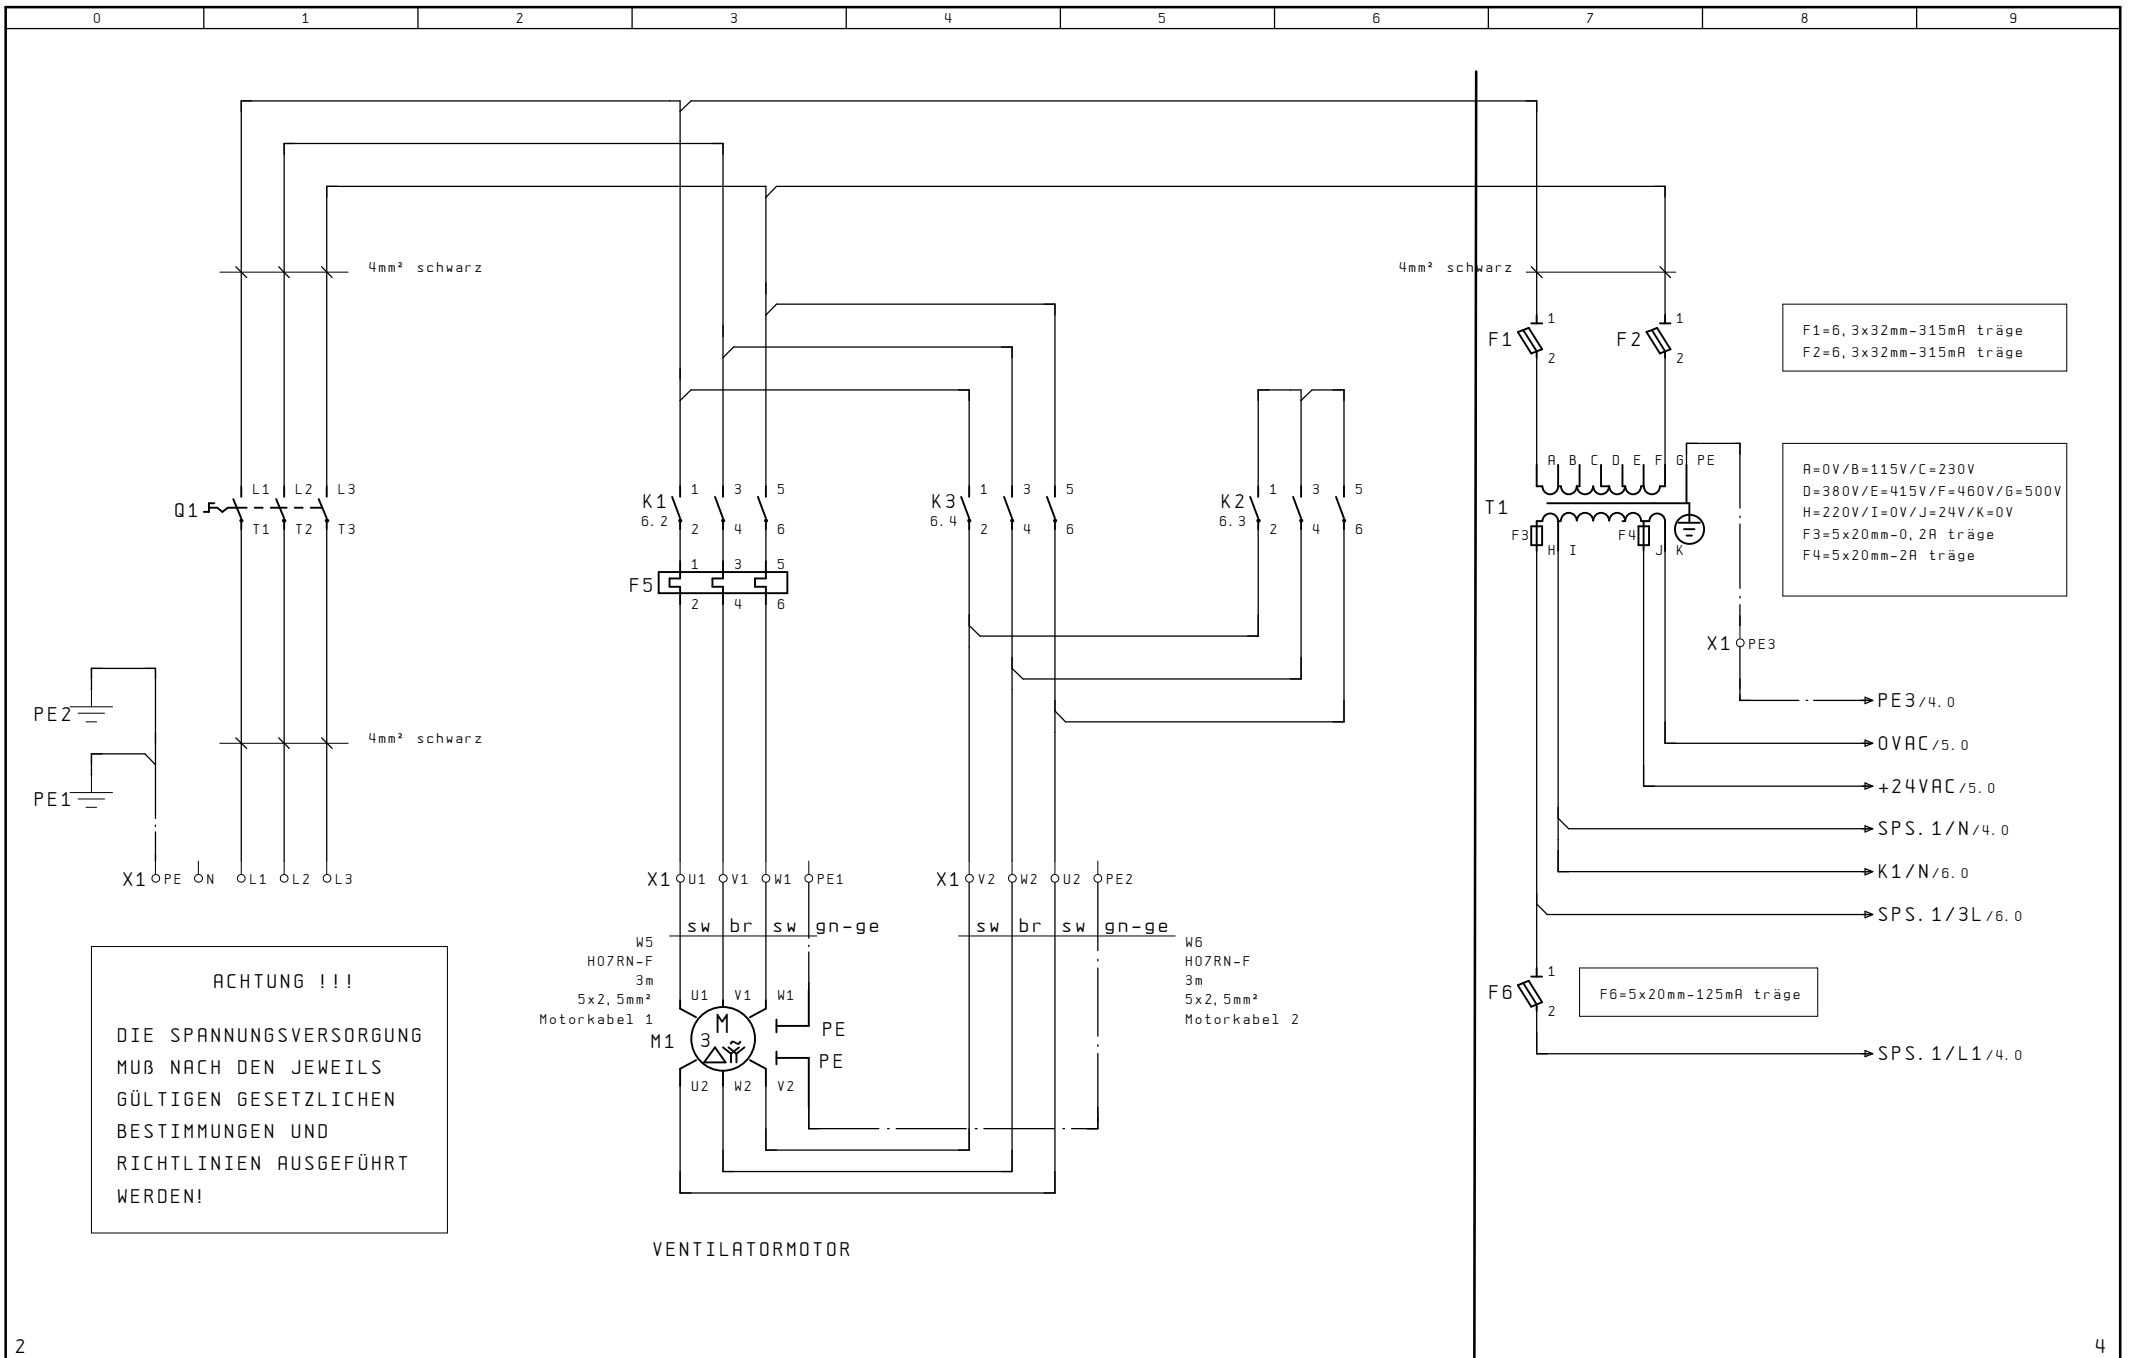 0 1 2 3 4 5 6 7 8 9
4mm² schwarz
4mm² schwarz
F1 1 2
F2 1 2
F1=6,3x32mm-315mA träge
F2=6,3x32mm-315mA träge
A B C D E F G PE
A=0V/B=115V/C=230V
D=380V/E=415V/F=460V/G=500V
H=220V/I=0V/J=24V/K=0V
F3=5x20mm-0,2A träge
F4=5x20mm-2A träge
T1
F3 H I F4 J K
Q1 L1 L2 L3
T1 T2 T3
K1 1 3 5
6.2 2 4 6
K3 1 3 5
6.4 2 4 6
K2 1 3 5
6.3 2 4 6
F5 1 3 5
2 4 6
X1 PE3
PE2
PE1
4mm² schwarz
PE3/4.0
0VAC/5.0
+24VAC/5.0
SPS.1/N/4.0
K1/N/6.0
SPS.1/3L/6.0
X1 PE N L1 L2 L3
X1 U1 V1 W1 PE1
X1 V2 W2 U2 PE2
sw br sw gn-ge
sw br sw gn-ge
W5
H07RN-F
3m
5x2,5mm²
Motorkabel 1
W6
H07RN-F
3m
5x2,5mm²
Motorkabel 2
F6 1 2
F6=5x20mm-125mA träge
SPS.1/L1/4.0
U1 V1 W1
M1 M 3 ~
PE
PE
U2 W2 V2
ACHTUNG !!!
DIE SPANNUNGSVERSORGUNG
MUß NACH DEN JEWEILS
GÜLTIGEN GESETZLICHEN
BESTIMMUNGEN UND
RICHTLINIEN AUSGEFÜHRT
WERDEN!
VENTILATORMOTOR
2 4